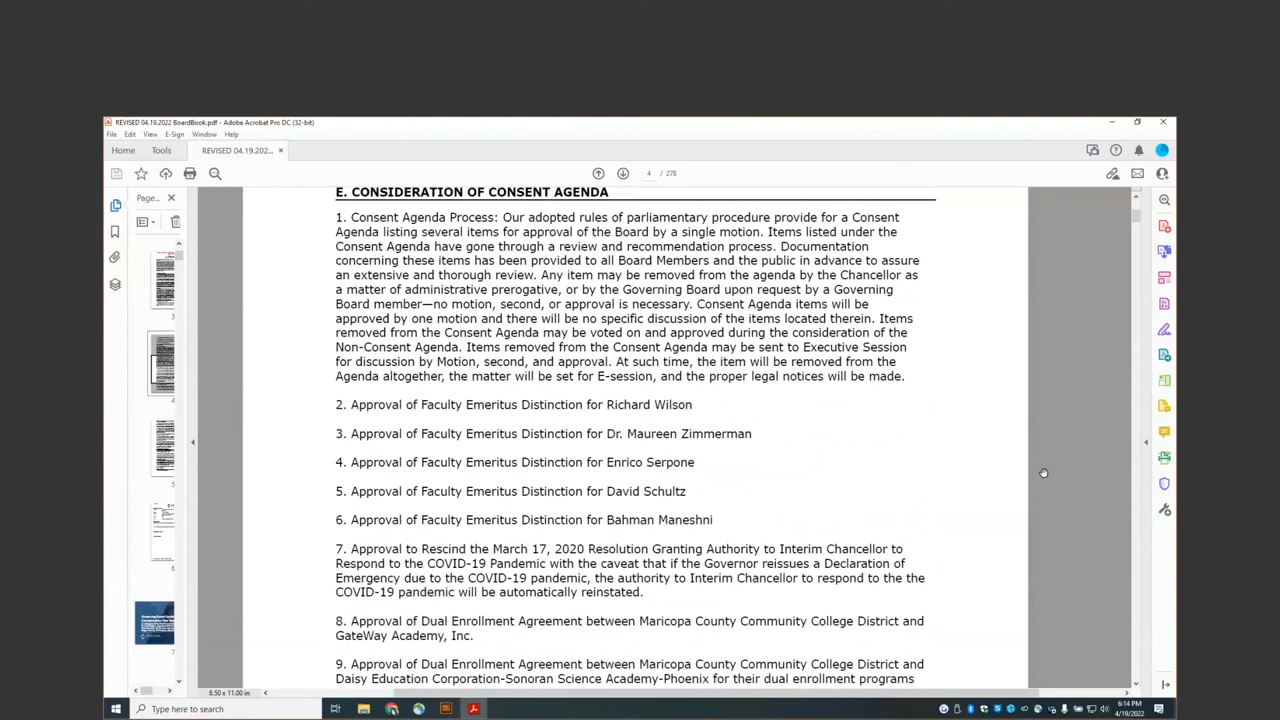 REVISED 04.19.2022 BoardBook.pdf - Adobe Acrobat Pro DC (32-bit)
File Edit View E-Sign Window Help
Home Tools REVISED 04.19.202...
4 / 278
Page...
E. CONSIDERATION OF CONSENT AGENDA
1. Consent Agenda Process: Our adopted rules of parliamentary procedure provide for a Consent
Agenda listing several items for approval of the Board by a single motion. Items listed under the
Consent Agenda have gone through a review and recommendation process. Documentation
concerning these items has been provided to all Board Members and the public in advance to assure
an extensive and thorough review. Any item may be removed from the agenda by the Chancellor as
a matter of administrative prerogative, or by the Governing Board upon request by a Governing
Board member—no motion, second, or approval is necessary. Consent Agenda items will be
approved by one motion and there will be no specific discussion of the items located therein. Items
removed from the Consent Agenda may be voted on and approved during the consideration of the
Non-Consent Agenda. Items removed from the Consent Agenda may be sent to Executive Session
for discussion by Motion, second, and approval. At such time, the item will be removed from the
Agenda altogether, the matter will be set for E-session, and the proper legal notices will be made.
2. Approval of Faculty Emeritus Distinction for Richard Wilson
3. Approval of Faculty Emeritus Distinction for Dr. Maureen Zimmerman
4. Approval of Faculty Emeritus Distinction for Enrico Serpone
5. Approval of Faculty Emeritus Distinction for David Schultz
6. Approval of Faculty Emeritus Distinction for Bahman Maneshni
7. Approval to Rescind the March 17, 2020 Resolution Granting Authority to Interim Chancellor to
Respond to the COVID-19 Pandemic with the caveat that if the Governor reissues a Declaration of
Emergency due to the COVID-19 pandemic, the authority to Interim Chancellor to respond to the the
COVID-19 pandemic will be automatically reinstated.
8. Approval of Dual Enrollment Agreement between Maricopa County Community College District and
GateWay Academy, Inc.
9. Approval of Dual Enrollment Agreement between Maricopa County Community College District and
Daisy Education Corporation-Sonoran Science Academy-Phoenix for their dual enrollment programs
8.50 x 11.00 in
Type here to search
6:14 PM
4/19/2022